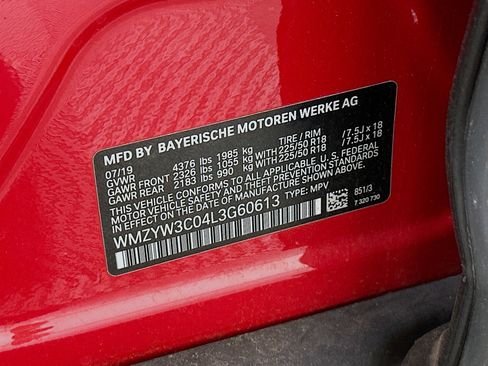 MFD BY BAYERISCHE MOTOREN WERKE AG
07/19 TIRE / RIM
GVWR 4376 lbs 1985 kg
GAWR FRONT 2326 lbs 1055 kg WITH 225/50 R18 /7.5J x 18
GAWR REAR 2183 lbs 990 kg WITH 225/50 R18 /7.5J x 18
THIS VEHICLE CONFORMS TO ALL APPLICABLE U.S. FEDERAL
MOTOR VEHICLE SAFETY AND THEFT PREVENTION STANDARDS
IN EFFECT ON THE DATE OF MANUFACTURE SHOWN ABOVE.
WMZYW3C04L3G60613 TYPE: MPV
851/3
7 320 730